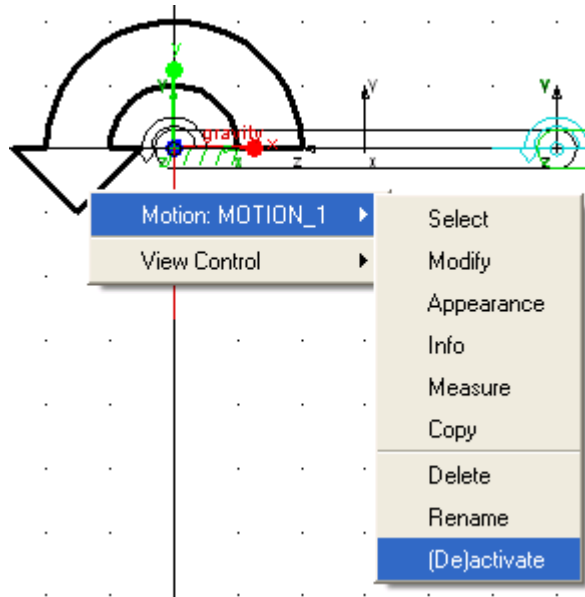 y
Y
V
Y
gravity
x
z
x
z
x
z
Motion: MOTION_1
View Control
Select
Modify
Appearance
Info
Measure
Copy
Delete
Rename
(De)activate